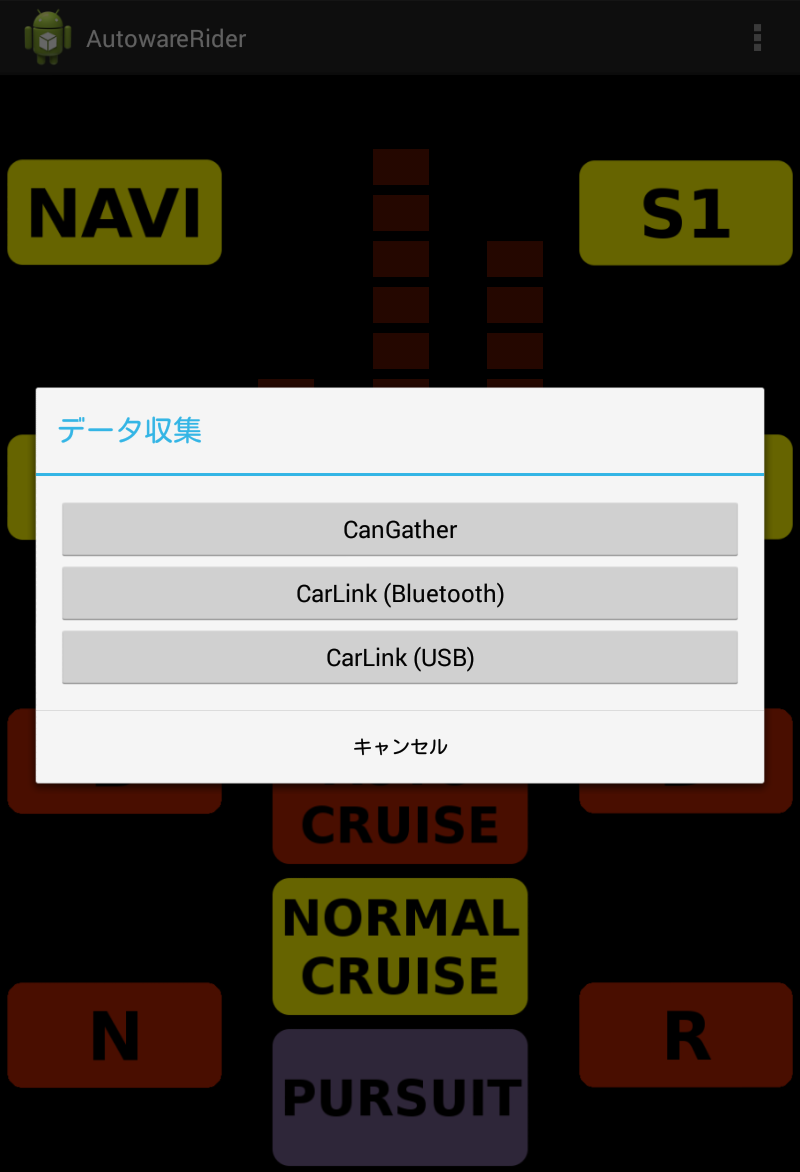 AutowareRider
NAVI
S1
データ収集
CanGather
CarLink (Bluetooth)
CarLink (USB)
キャンセル
CRUISE
NORMAL
CRUISE
N
R
PURSUIT